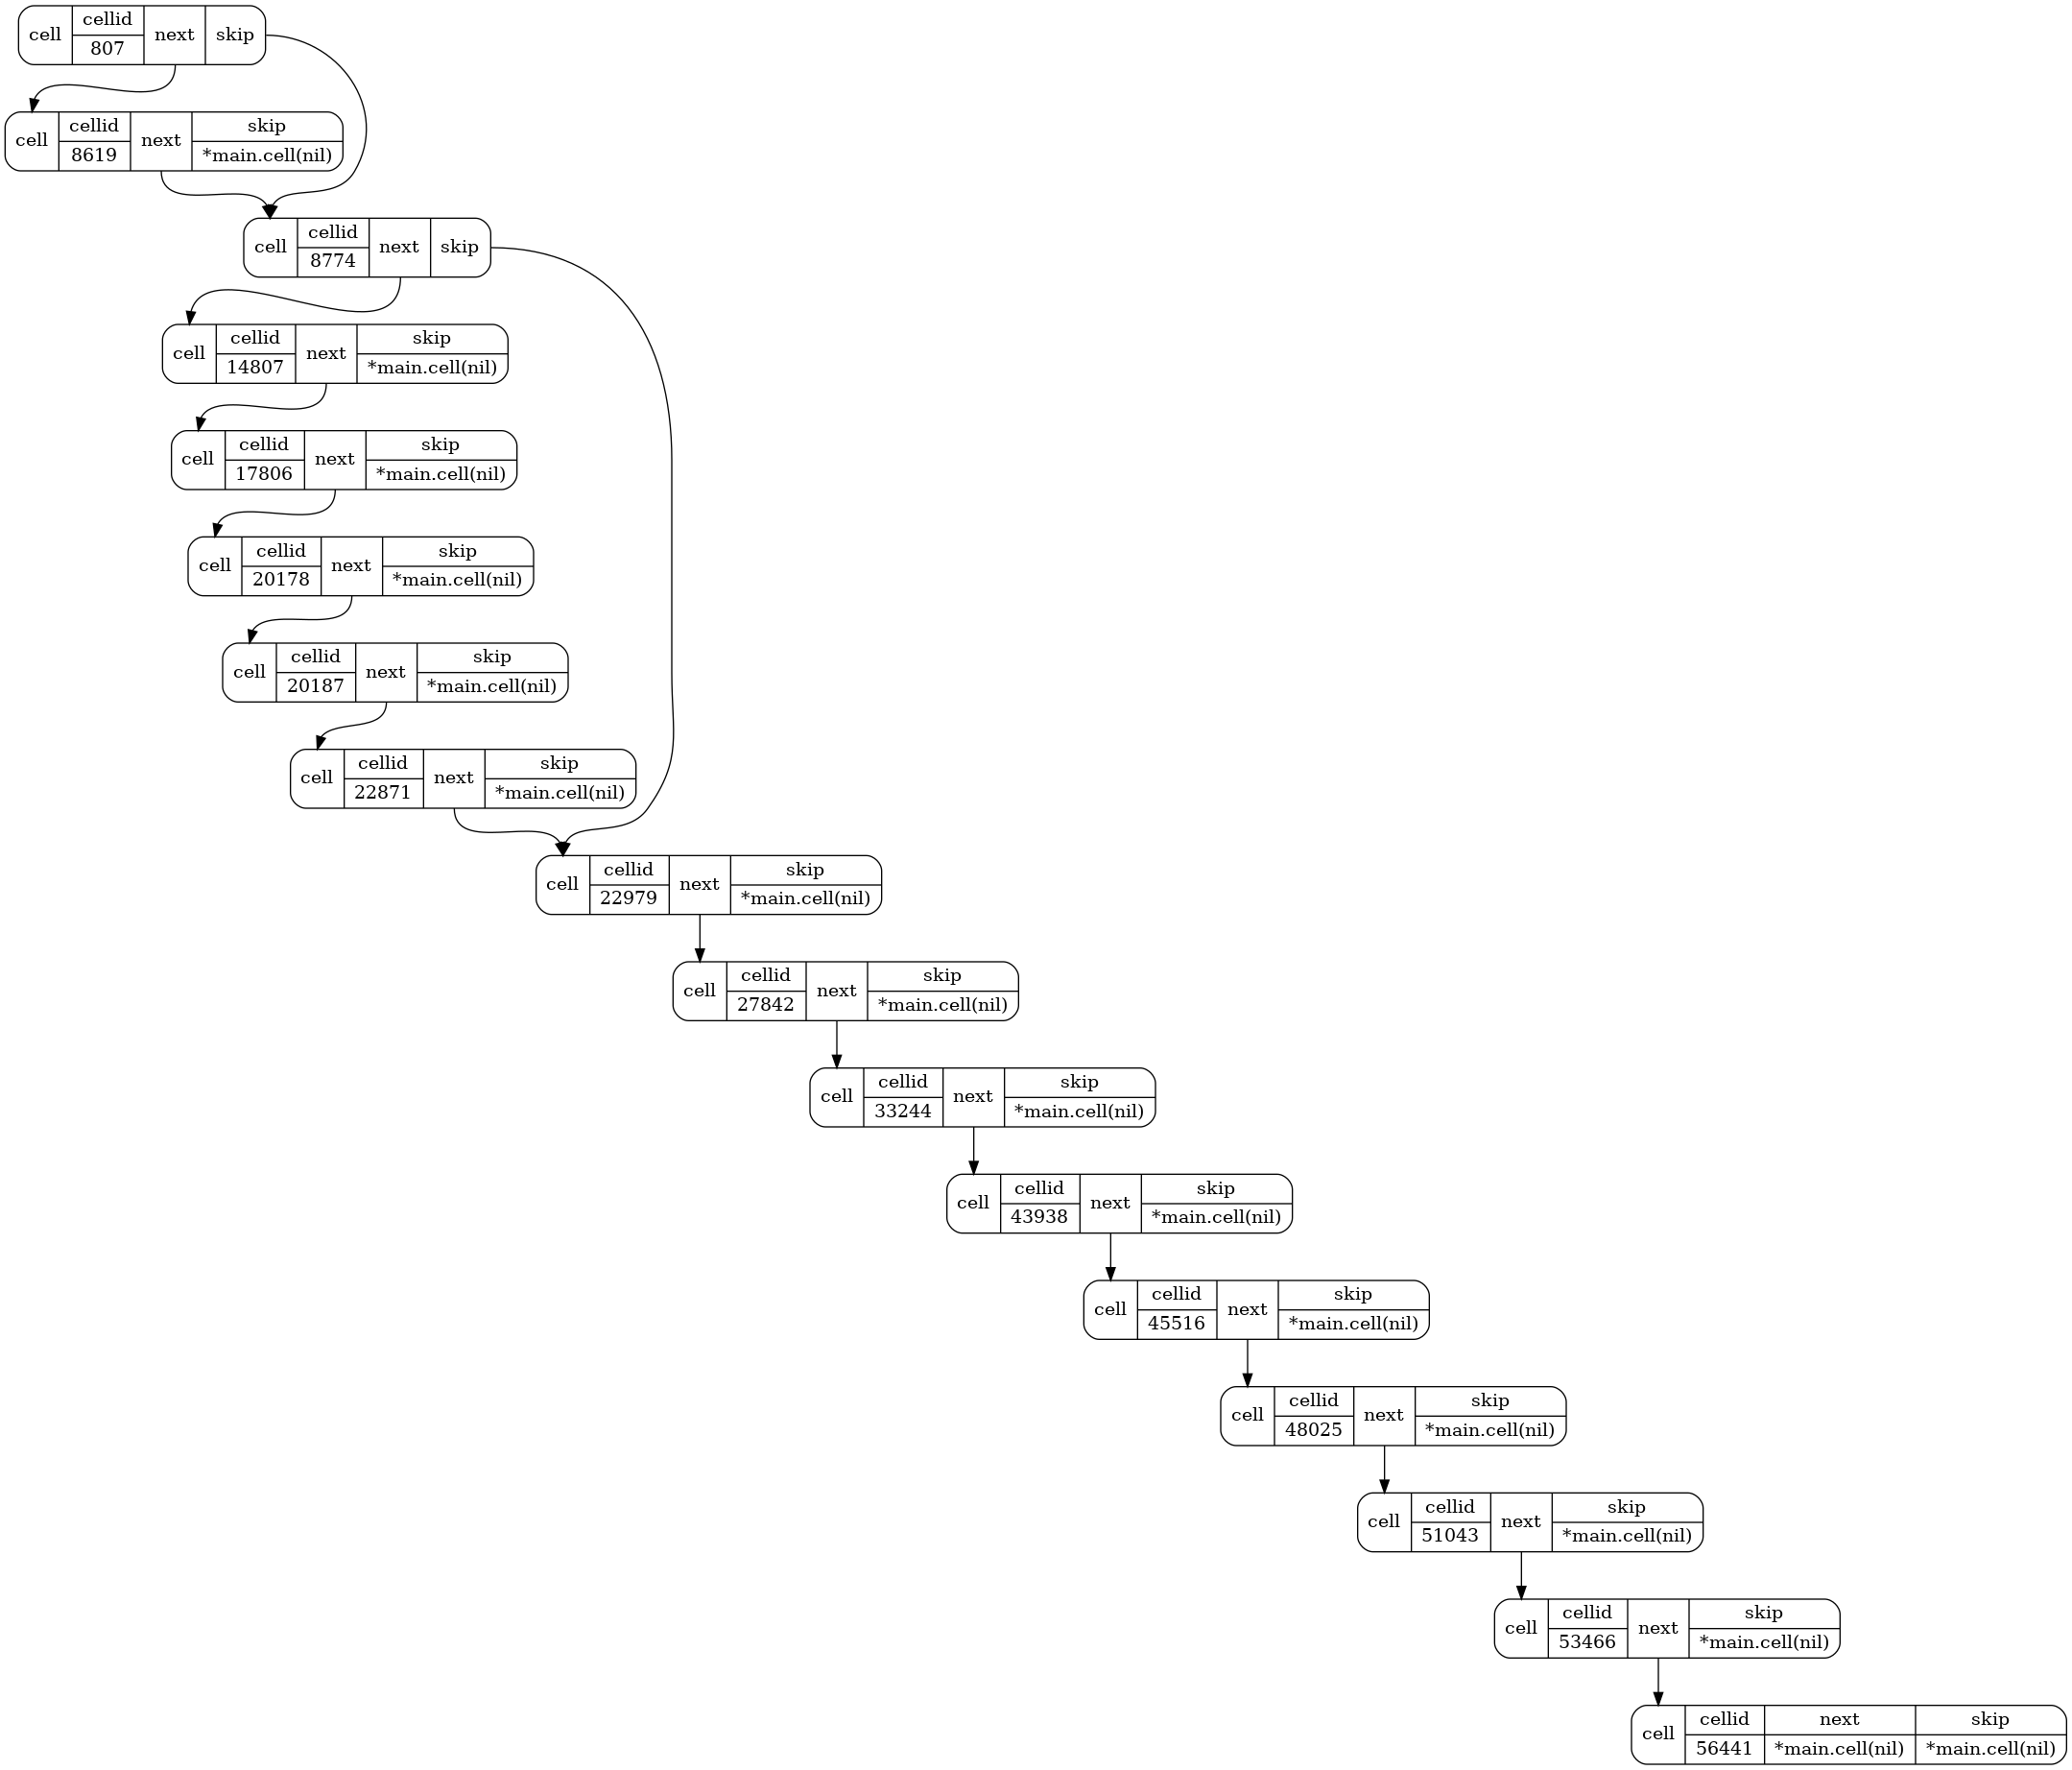 cell cellid 807 next skip
cell cellid 8619 next skip *main.cell(nil)
cell cellid 8774 next skip
cell cellid 14807 next skip *main.cell(nil)
cell cellid 17806 next skip *main.cell(nil)
cell cellid 20178 next skip *main.cell(nil)
cell cellid 20187 next skip *main.cell(nil)
cell cellid 22871 next skip *main.cell(nil)
cell cellid 22979 next skip *main.cell(nil)
cell cellid 27842 next skip *main.cell(nil)
cell cellid 33244 next skip *main.cell(nil)
cell cellid 43938 next skip *main.cell(nil)
cell cellid 45516 next skip *main.cell(nil)
cell cellid 48025 next skip *main.cell(nil)
cell cellid 51043 next skip *main.cell(nil)
cell cellid 53466 next skip *main.cell(nil)
cell cellid 56441 next *main.cell(nil) skip *main.cell(nil)